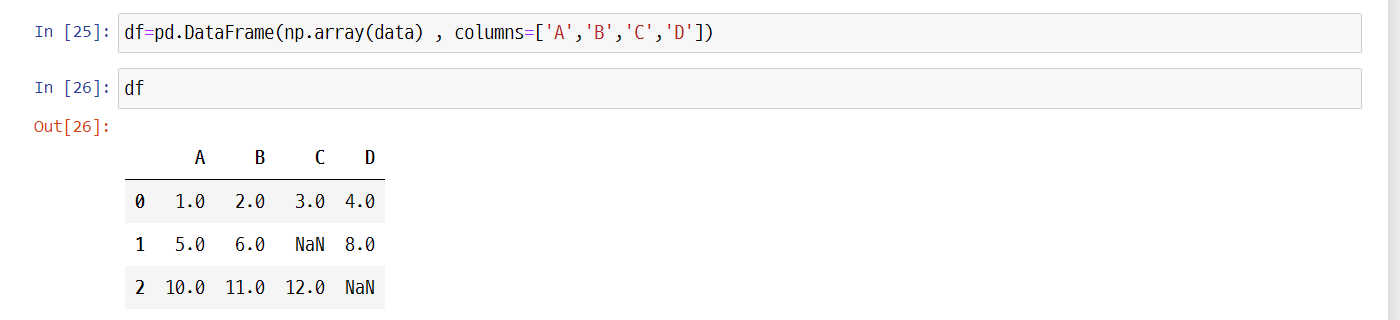 In [25]: df=pd.DataFrame(np.array(data) , columns=['A','B','C','D'])
In [26]: df
Out[26]:
A B C D
0 1.0 2.0 3.0 4.0
1 5.0 6.0 NaN 8.0
2 10.0 11.0 12.0 NaN